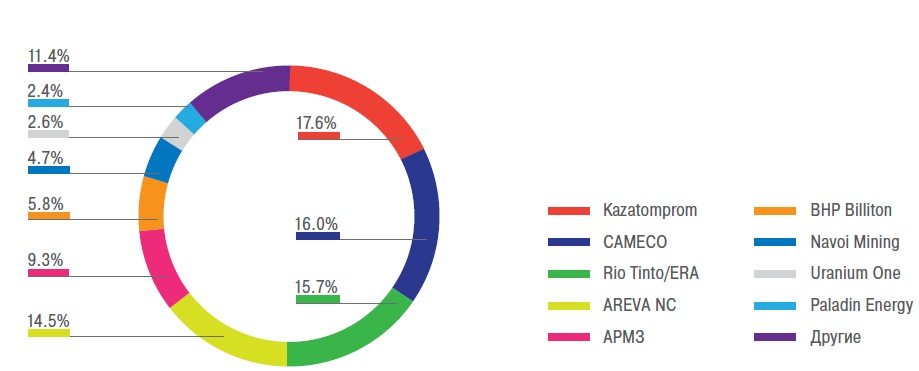 11.4%
2.4%
2.6%
4.7%
5.8%
9.3%
14.5%
17.6%
16.0%
15.7%
Kazatomprom
CAMECO
Rio Tinto/ERA
AREVA NC
АРМЗ
BHP Billiton
Navoi Mining
Uranium One
Paladin Energy
Другие